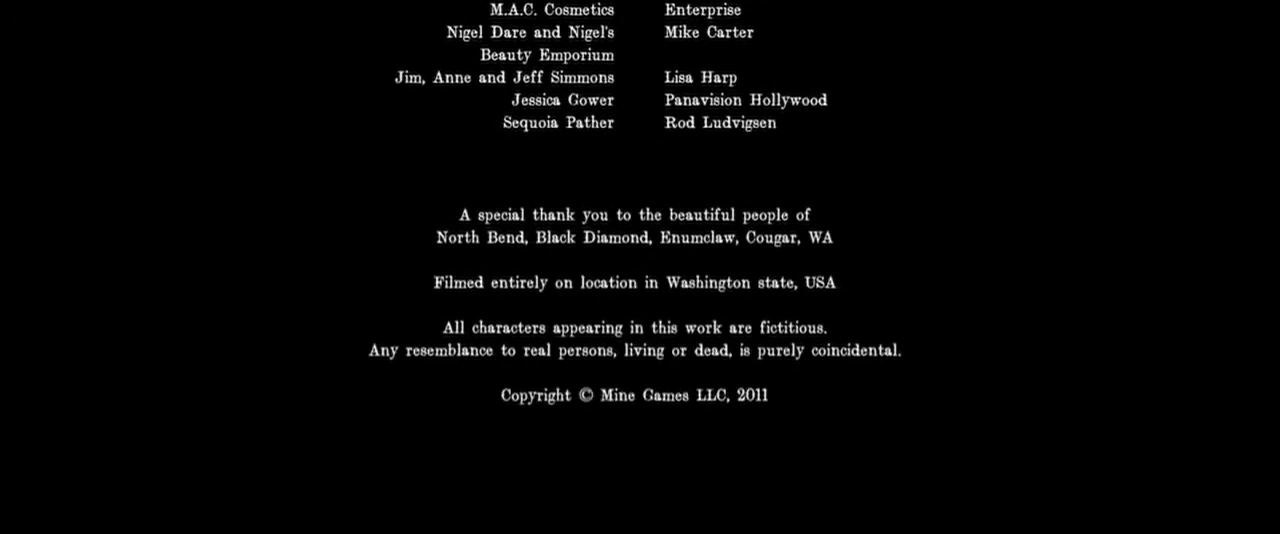 M.A.C. Cosmetics Enterprise
Nigel Dare and Nigel's Mike Carter
Beauty Emporium
Jim, Anne and Jeff Simmons Lisa Harp
Jessica Gower Panavision Hollywood
Sequoia Pather Rod Ludvigsen
A special thank you to the beautiful people of
North Bend, Black Diamond, Enumclaw, Cougar, WA
Filmed entirely on location in Washington state, USA
All characters appearing in this work are fictitious.
Any resemblance to real persons, living or dead, is purely coincidental.
Copyright © Mine Games LLC, 2011